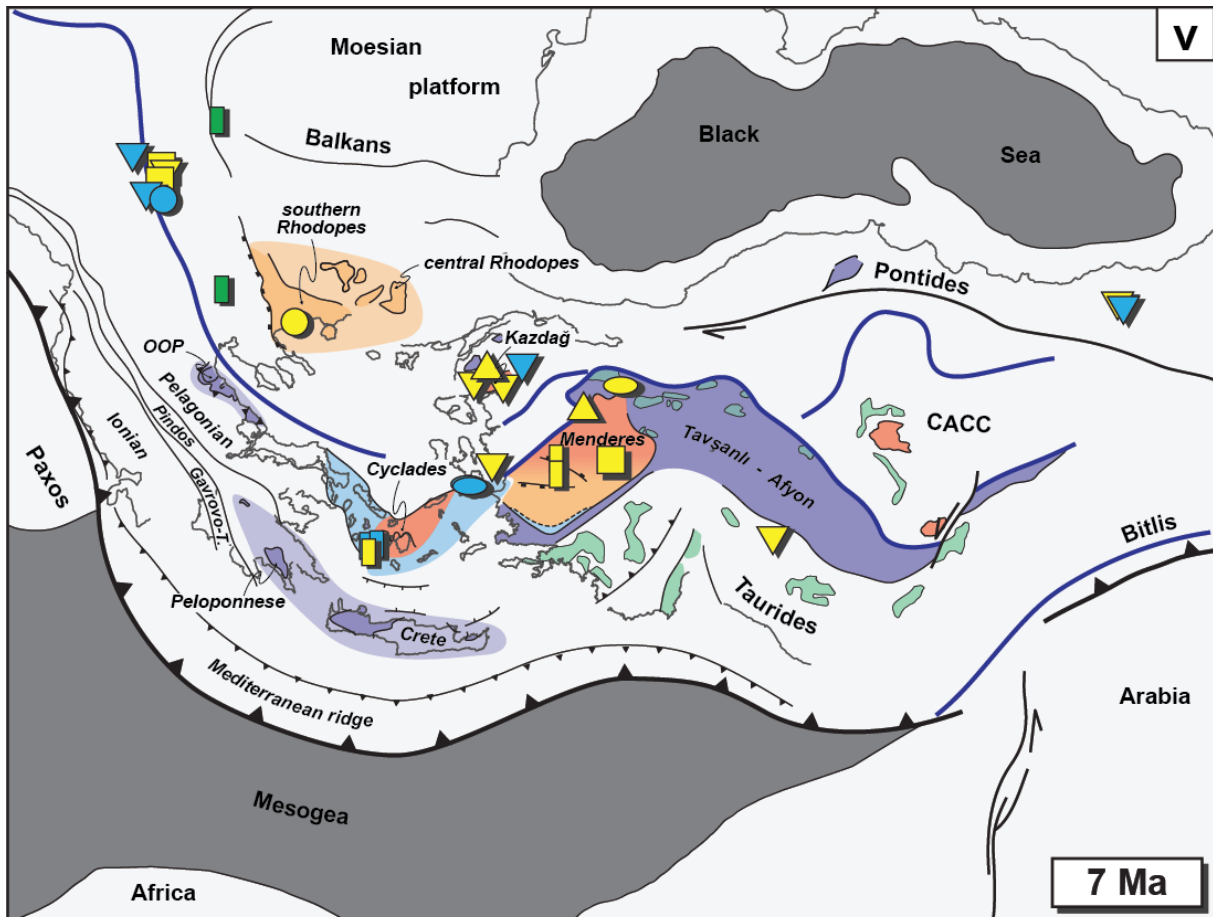 V
Moesian
platform
Balkans
Black
Sea
southern
Rhodopes
central Rhodopes
Pontides
Kazdağ
OOP
Pelagonian
Pindos
Ionian
Gavrovo-T.
Paxos
Cyclades
Menderes
Tavşanlı - Afyon
CACC
Bitlis
Taurides
Peloponnese
Crete
Mediterranean ridge
Arabia
Mesogea
Africa
7 Ma